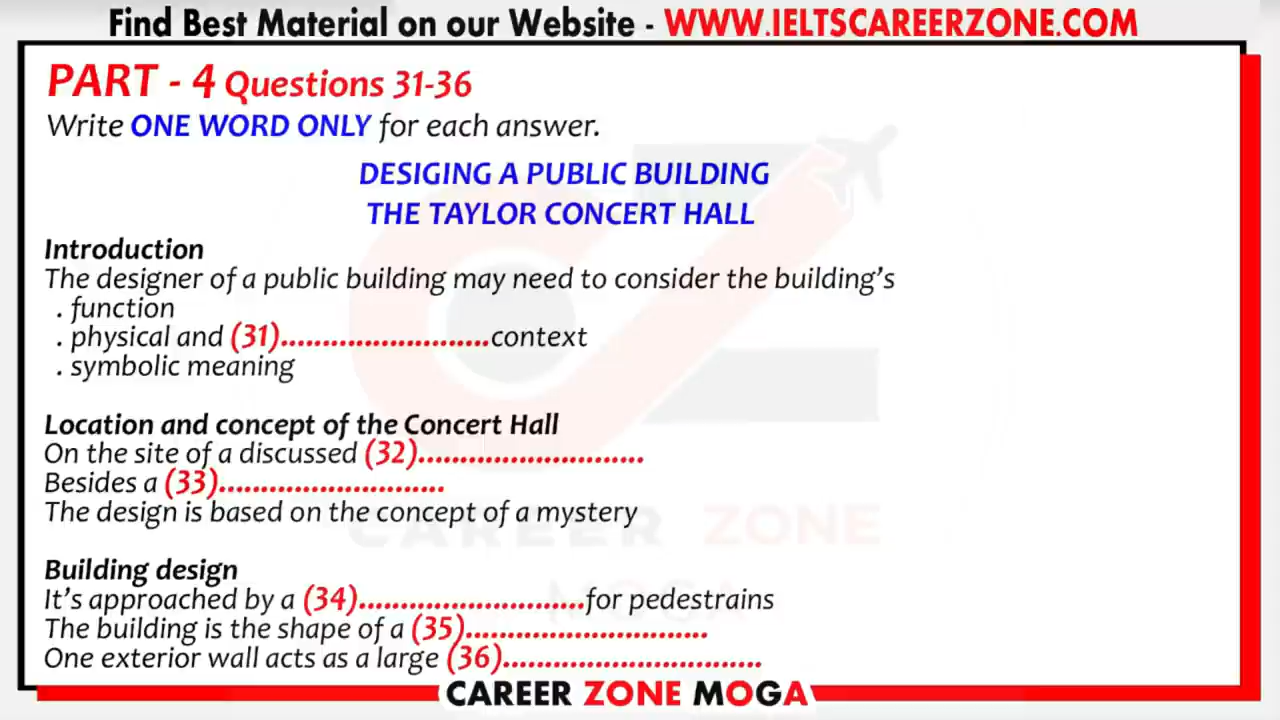 Find Best Material on our Website - WWW.IELTSCAREERZONE.COM
PART - 4 Questions 31-36
Write ONE WORD ONLY for each answer.
DESIGING A PUBLIC BUILDING
THE TAYLOR CONCERT HALL
Introduction
The designer of a public building may need to consider the building's
. function
. physical and (31)..........................context
. symbolic meaning
Location and concept of the Concert Hall
On the site of a discussed (32)............................
Besides a (33)............................
The design is based on the concept of a mystery
CAREER ZONE
MOGA
Building design
It's approached by a (34)............................for pedestrains
The building is the shape of a (35).............................
One exterior wall acts as a large (36)...............................
CAREER ZONE MOGA